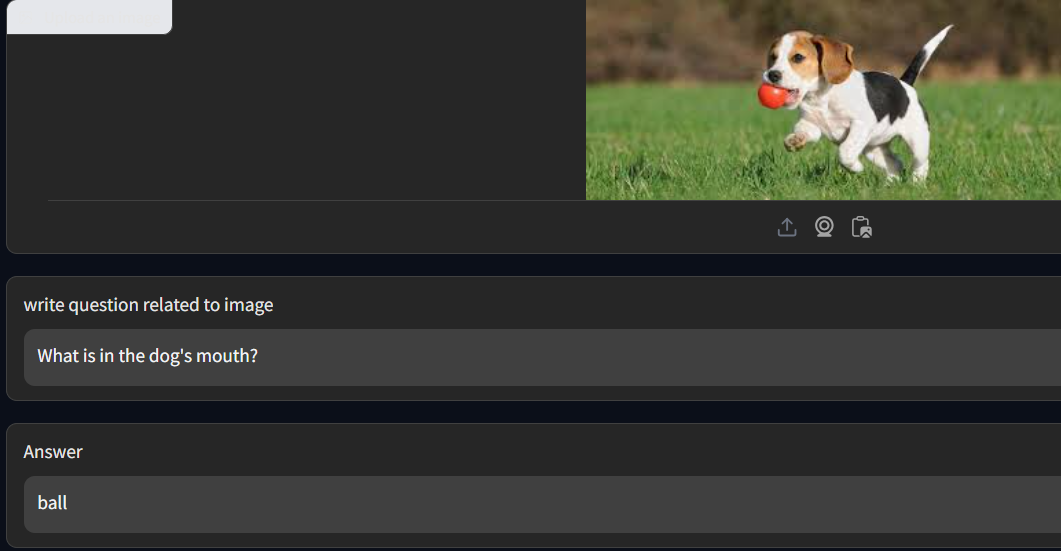 write question related to image
What is in the dog's mouth?
Answer
ball